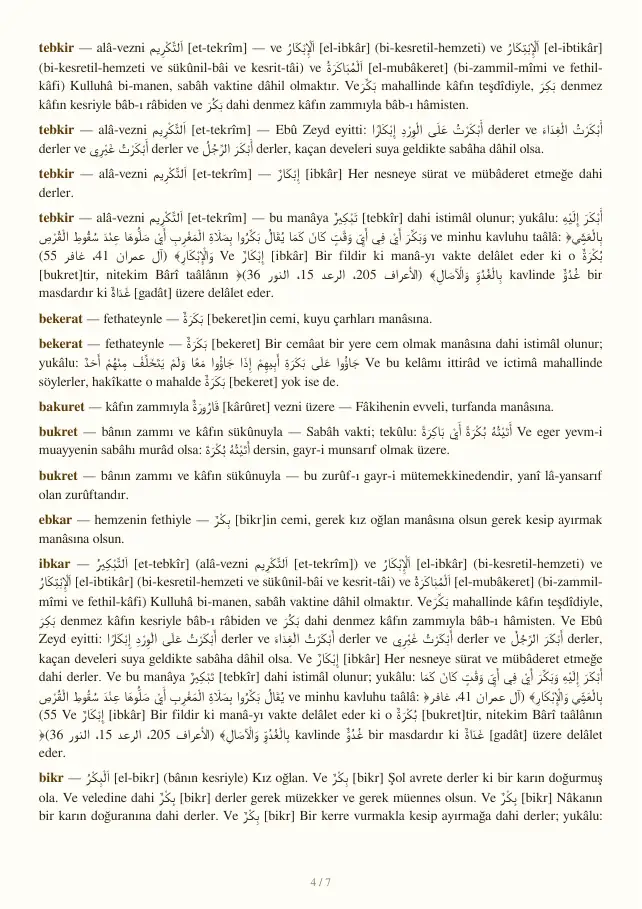 tebkir — alâ-vezni اَلتَّكْرِيم [et-tekrîm] — ve اَلْإِبْكَارُ [el-ibkâr] (bi-kesretil-hemzeti) ve اَلْإِبْتِكَارُ [el-ibtikâr]
(bi-kesretil-hemzeti ve sükûnil-bâi ve kesrit-tâi) ve اَلْمُبَاكَرَةُ [el-mubâkeret] (bi-zammil-mîmi ve fethil-
kâfi) Kulluhâ bi-manen, sabâh vaktine dâhil olmaktır. Ve بَكَّرَ mahallinde kâfın teşdîdiyle, بَكِرَ denmez
kâfın kesriyle bâb-ı râbiden ve بَكُرَ dahi denmez kâfın zammıyla bâb-ı hâmisten.
tebkir — alâ-vezni اَلتَّكْرِيم [et-tekrîm] — Ebû Zeyd eyitti: أَبْكَرْتُ عَلَى الْوِرْدِ إِبْكَارًا derler ve أَبْكَرْتُ الْغِدَاءَ
derler ve أَبْكَرْتُ غَيْرِي derler ve أَبْكَرَ الرَّجُلُ derler, kaçan develeri suya geldikte sabâha dâhil olsa.
tebkir — alâ-vezni اَلتَّكْرِيم [et-tekrîm] — إِبْكَارٌ [ibkâr] Her nesneye sürat ve mübâderet etmeğe dahi
derler.
tebkir — alâ-vezni اَلتَّكْرِيم [et-tekrîm] — bu manâya تَبْكِيرٌ [tebkîr] dahi istimâl olunur; yukâlu: أَبْكَرَ إِلَيْهِ
وَبَكَّرَ أَيْ فِي أَيِّ وَقْتٍ كَانَ كَمَا يُقَالُ بَكَّرُوا بِصَلَاةِ الْمَغْرِبِ أَيْ صَلُّوهَا عِنْدَ سُقُوطِ الْقُرْصِ ve minhu kavluhu taâlâ: ﴿بِالْعَشِيِّ
وَالْإِبْكَارِ﴾ (آل عمران 41، غافر 55) Ve إِبْكَارٌ [ibkâr] Bir fildir ki manâ-yı vakte delâlet eder ki o بُكْرَةٌ
[bukret]tir, nitekim Bârî taâlânın ﴿بِالْغُدُوِّ وَالْآصَالِ﴾ (الأعراف 205، الرعد 15، النور 36) kavlinde غُدُوٌّ bir
masdardır ki غَدَاةٌ [gadât] üzere delâlet eder.
bekerat — fethateynle — بَكَرَةٌ [bekeret]in cemi, kuyu çarhları manâsına.
bekerat — fethateynle — بَكَرَةٌ [bekeret] Bir cemâat bir yere cem olmak manâsına dahi istimâl olunur;
yukâlu: جَاؤُوا عَلَى بَكَرَةِ أَبِيهِمْ إِذَا جَاؤُوا مَعًا وَلَمْ يَتَخَلَّفْ مِنْهُمْ أَحَدٌ Ve bu kelâmı ittirâd ve ictimâ mahallinde
söylerler, hakîkatte o mahalde بَكَرَةٌ [bekeret] yok ise de.
bakuret — kâfın zammıyla قَارُورَةٌ [kârûret] vezni üzere — Fâkihenin evveli, turfanda manâsına.
bukret — bânın zammı ve kâfın sükûnuyla — Sabâh vakti; tekûlu: أَتَيْتُهُ بُكْرَةً أَيْ بَاكِرَةً Ve eger yevm-i
muayyenin sabâhı murâd olsa: أَتَيْتُهُ بُكْرَةَ dersin, gayr-i munsarıf olmak üzere.
bukret — bânın zammı ve kâfın sükûnuyla — bu zurûf-ı gayr-i mütemekkinedendir, yanî lâ-yansarıf
olan zurûftandır.
ebkar — hemzenin fethiyle — بِكْرٌ [bikr]in cemi, gerek kız oğlan manâsına olsun gerek kesip ayırmak
manâsına olsun.
ibkar — اَلتَّبْكِيرُ [et-tebkîr] (alâ-vezni اَلتَّكْرِيم [et-tekrîm]) ve اَلْإِبْكَارُ [el-ibkâr] (bi-kesretil-hemzeti) ve
اَلْإِبْتِكَارُ [el-ibtikâr] (bi-kesretil-hemzeti ve sükûnil-bâi ve kesrit-tâi) ve اَلْمُبَاكَرَةُ [el-mubâkeret] (bi-zammil-
mîmi ve fethil-kâfi) Kulluhâ bi-manen, sabâh vaktine dâhil olmaktır. Ve بَكَّرَ mahallinde kâfın teşdîdiyle,
بَكِرَ denmez kâfın kesriyle bâb-ı râbiden ve بَكُرَ dahi denmez kâfın zammıyla bâb-ı hâmisten. Ve Ebû
Zeyd eyitti: أَبْكَرْتُ عَلَى الْوِرْدِ إِبْكَارًا derler ve أَبْكَرْتُ الْغِدَاءَ derler ve أَبْكَرْتُ غَيْرِي derler ve أَبْكَرَ الرَّجُلُ derler,
kaçan develeri suya geldikte sabâha dâhil olsa. Ve إِبْكَارٌ [ibkâr] Her nesneye sürat ve mübâderet etmeğe
dahi derler. Ve bu manâya تَبْكِيرٌ [tebkîr] dahi istimâl olunur; yukâlu: أَبْكَرَ إِلَيْهِ وَبَكَّرَ أَيْ فِي أَيِّ وَقْتٍ كَانَ كَمَا
يُقَالُ بَكَّرُوا بِصَلَاةِ الْمَغْرِبِ أَيْ صَلُّوهَا عِنْدَ سُقُوطِ الْقُرْصِ ve minhu kavluhu taâlâ: ﴿بِالْعَشِيِّ وَالْإِبْكَارِ﴾ (آل عمران 41، غافر
55) Ve إِبْكَارٌ [ibkâr] Bir fildir ki manâ-yı vakte delâlet eder ki o بُكْرَةٌ [bukret]tir, nitekim Bârî taâlânın
﴿بِالْغُدُوِّ وَالْآصَالِ﴾ (الأعراف 205، الرعد 15، النور 36) kavlinde غُدُوٌّ bir masdardır ki غَدَاةٌ [gadât] üzere delâlet
eder.
bikr — اَلْبِكْرُ [el-bikr] (bânın kesriyle) Kız oğlan. Ve بِكْرٌ [bikr] Şol avrete derler ki bir karın doğurmuş
ola. Ve veledine dahi بِكْرٌ [bikr] derler gerek müzekker ve gerek müennes olsun. Ve بِكْرٌ [bikr] Nâkanın
bir karın doğuranına dahi derler. Ve بِكْرٌ [bikr] Bir kerre vurmakla kesip ayırmağa dahi derler; yukâlu:
4 / 7